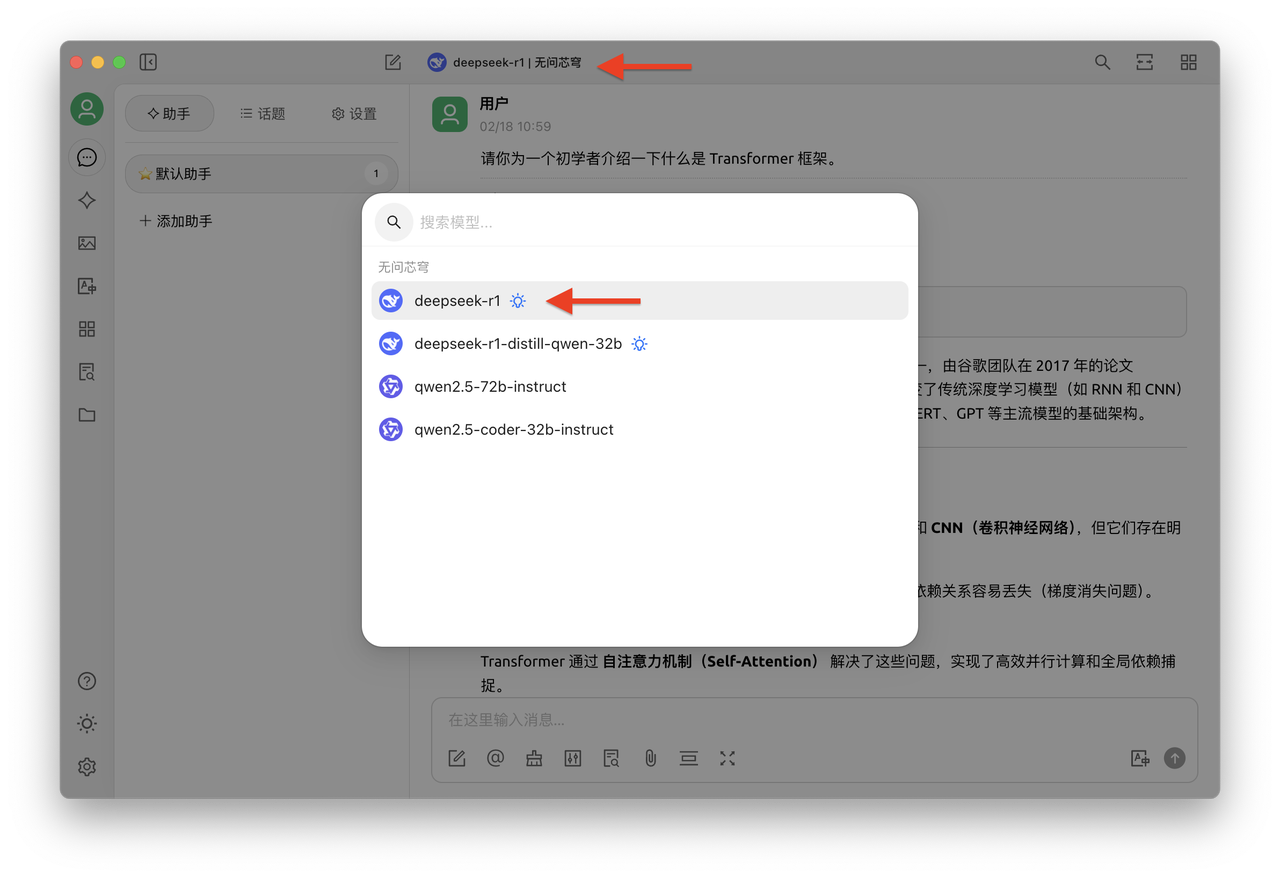 deepseek-r1 | 无问芯穹
助手
话题
设置
默认助手
1
添加助手
用户
02/18 10:59
请你为一个初学者介绍一下什么是 Transformer 框架。
搜索模型...
无问芯穹
deepseek-r1
deepseek-r1-distill-qwen-32b
qwen2.5-72b-instruct
qwen2.5-coder-32b-instruct
，由谷歌团队在 2017 年的论文
了传统深度学习模型（如 RNN 和 CNN）
ERT、GPT 等主流模型的基础架构。
和 CNN（卷积神经网络），但它们存在明
依赖关系容易丢失（梯度消失问题）。
Transformer 通过 自注意力机制（Self-Attention） 解决了这些问题，实现了高效并行计算和全局依赖捕
捉。
在这里输入消息...